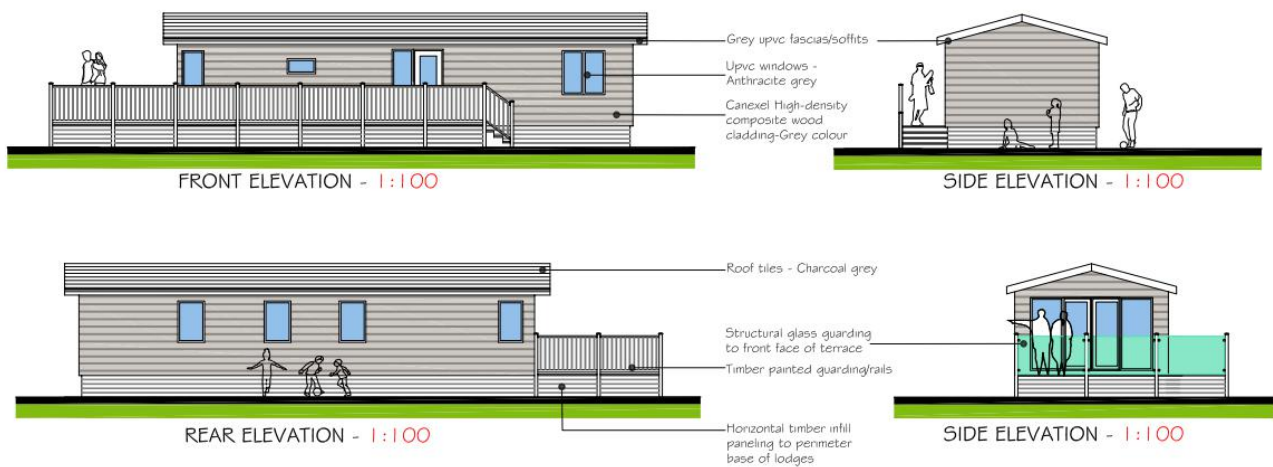 Grey upvc fascias/soffits
Upvc windows -
Anthracite grey
Canexel High-density
composite wood
cladding-Grey colour
FRONT ELEVATION - 1:100
SIDE ELEVATION - 1:100
Roof tiles - Charcoal grey
Structural glass guarding
to front face of terrace
Timber painted guarding/rails
Horizontal timber infill
paneling to perimeter
base of lodges
REAR ELEVATION - 1:100
SIDE ELEVATION - 1:100